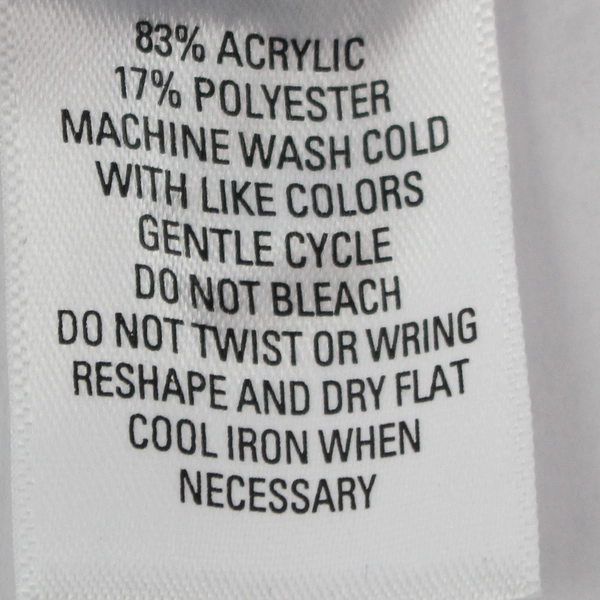 83% ACRYLIC
17% POLYESTER
MACHINE WASH COLD
WITH LIKE COLORS
GENTLE CYCLE
DO NOT BLEACH
DO NOT TWIST OR WRING
RESHAPE AND DRY FLAT
COOL IRON WHEN
NECESSARY